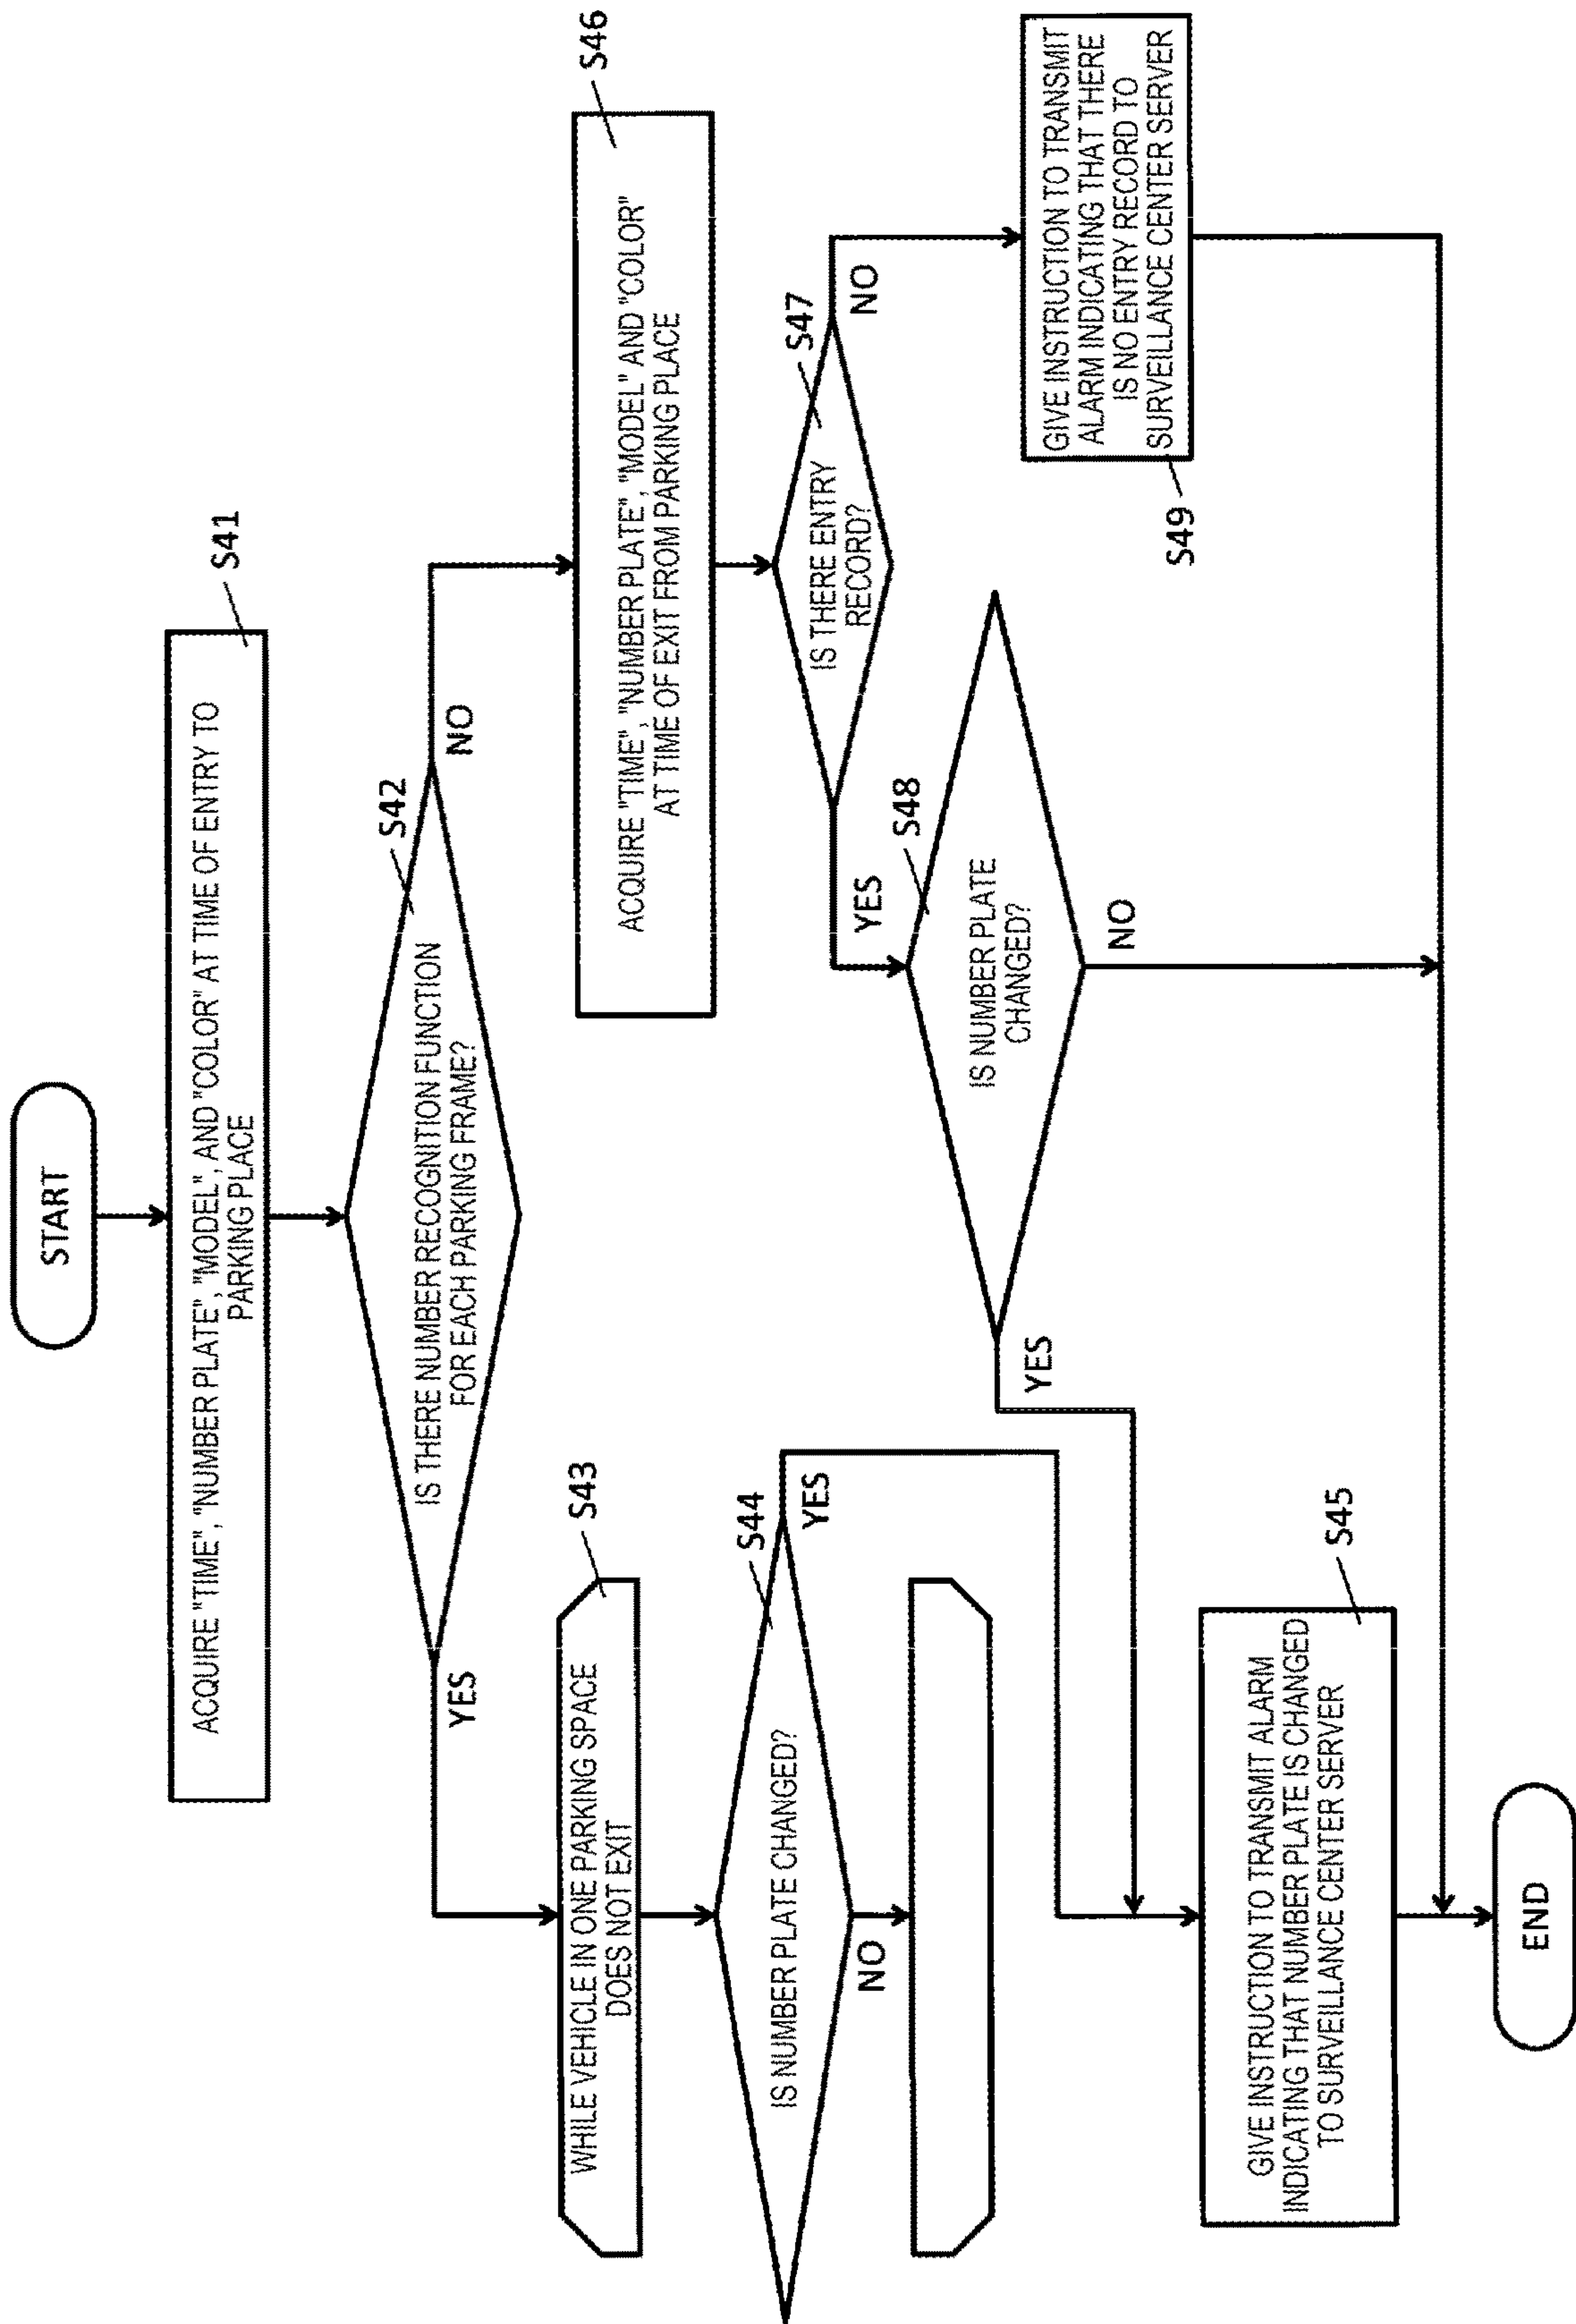 START
S41
ACQUIRE "TIME", "NUMBER PLATE", "MODEL", AND "COLOR" AT TIME OF ENTRY TO
PARKING PLACE
S42
IS THERE NUMBER RECOGNITION FUNCTION
FOR EACH PARKING FRAME?
YES
NO
S43
WHILE VEHICLE IN ONE PARKING SPACE
DOES NOT EXIT
S44
IS NUMBER PLATE CHANGED?
YES
NO
S46
ACQUIRE "TIME", "NUMBER PLATE", "MODEL" AND "COLOR"
AT TIME OF EXIT FROM PARKING PLACE
S47
IS THERE ENTRY
RECORD?
YES
NO
S48
IS NUMBER PLATE
CHANGED?
YES
NO
GIVE INSTRUCTION TO TRANSMIT
ALARM INDICATING THAT THERE
IS NO ENTRY RECORD TO
SURVEILLANCE CENTER SERVER
S49
S45
GIVE INSTRUCTION TO TRANSMIT ALARM
INDICATING THAT NUMBER PLATE IS CHANGED
TO SURVEILLANCE CENTER SERVER
END